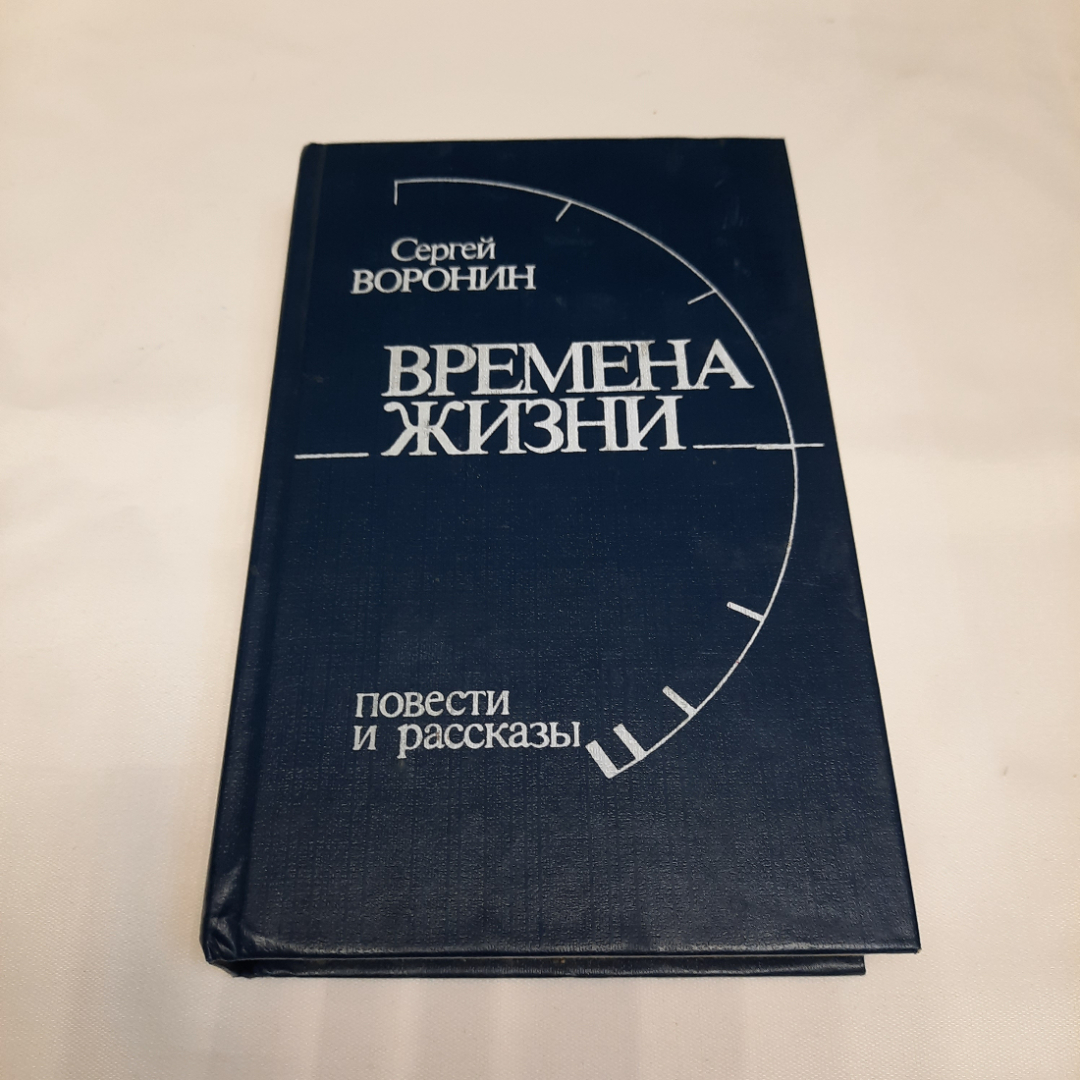 Сергей
ВОРОНИН
ВРЕМЕНА
ЖИЗНИ
повести
и рассказы